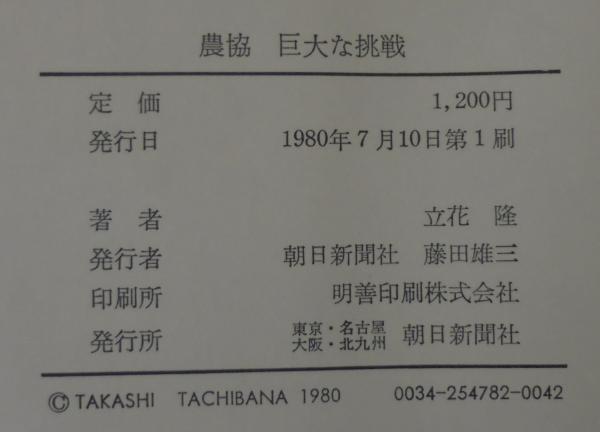 農協　巨大な挑戦
定　価　1,200円
発行日　1980年7月10日第1刷
著　者　立花　隆
発行者　朝日新聞社　藤田雄三
印刷所　明善印刷株式会社
発行所　東京・名古屋 大阪・北九州　朝日新聞社
©TAKASHI TACHIBANA 1980　0034-254782-0042